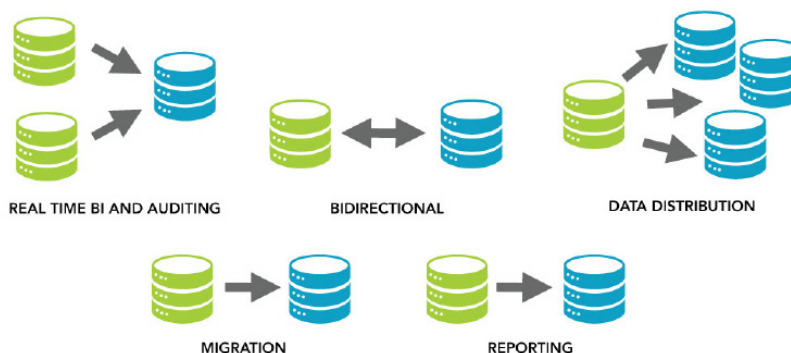 REAL TIME BI AND AUDITING
BIDIRECTIONAL
DATA DISTRIBUTION
MIGRATION
REPORTING